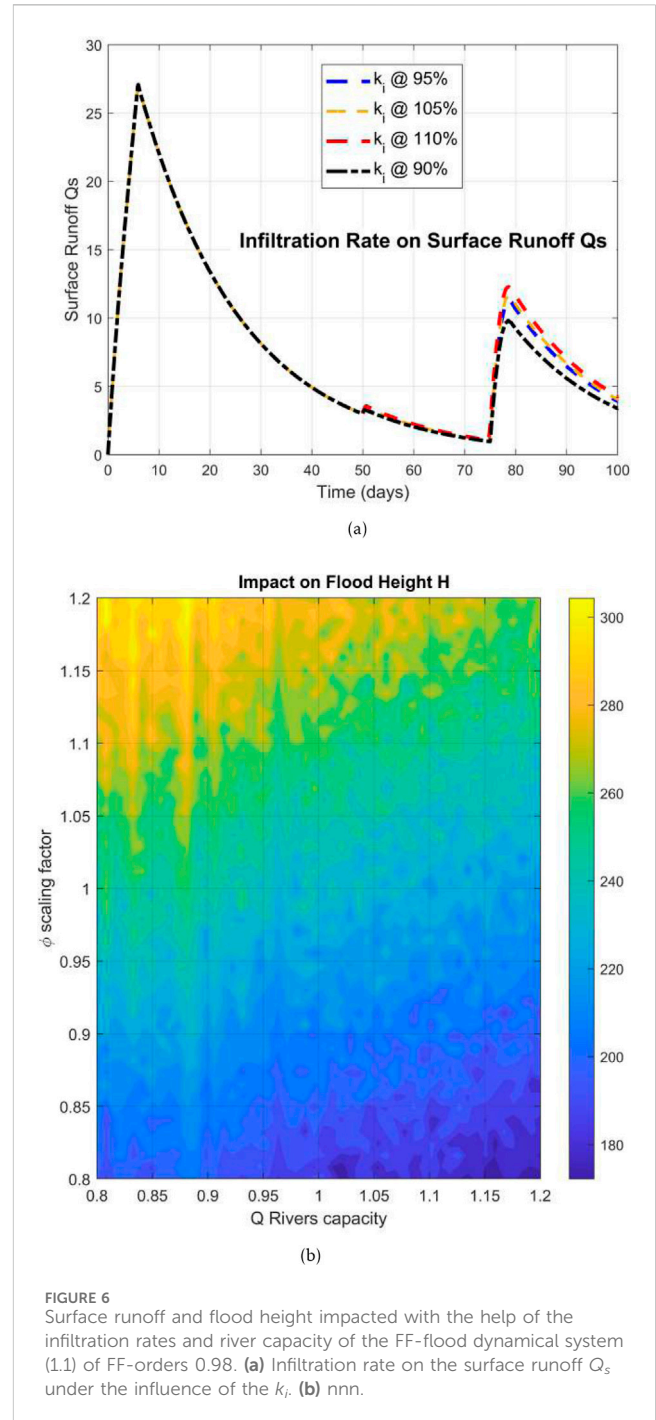 30
25
20
15
10
5
0
Surface Runoff Qs
k_i @ 95%
k_i @ 105%
k_i @ 110%
k_i @ 90%
Infiltration Rate on Surface Runoff Qs
0 10 20 30 40 50 60 70 80 90 100
Time (days)
(a)
Impact on Flood Height H
1.2
1.15
1.1
1.05
1
0.95
0.9
0.85
0.8
ϕ scaling factor
0.8 0.85 0.9 0.95 1 1.05 1.1 1.15 1.2
Q Rivers capacity
300
280
260
240
220
200
180
(b)
FIGURE 6
Surface runoff and flood height impacted with the help of the
infiltration rates and river capacity of the FF-flood dynamical system
(1.1) of FF-orders 0.98. (a) Infiltration rate on the surface runoff Q_s
under the influence of the k_i. (b) nnn.